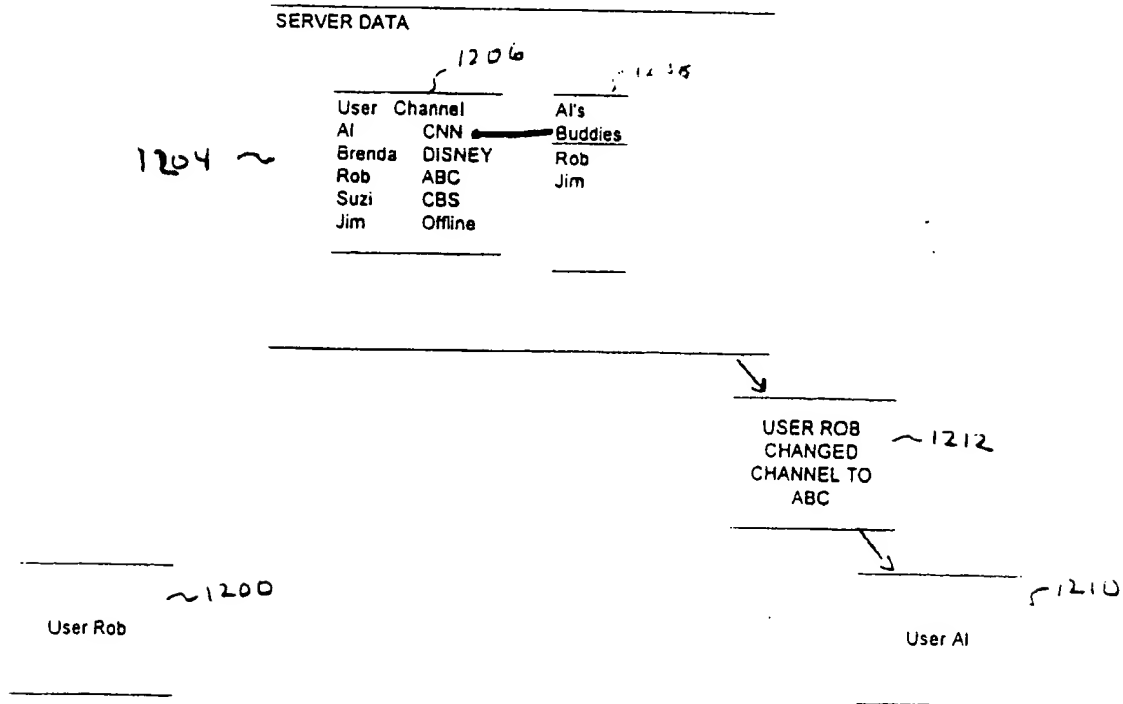 SERVER DATA
1206
User Channel
Al CNN
Brenda DISNEY
Rob ABC
Suzi CBS
Jim Offline
Al's
Buddies
Rob
Jim
1204
USER ROB
CHANGED
CHANNEL TO
ABC
1212
1200
User Rob
1210
User Al